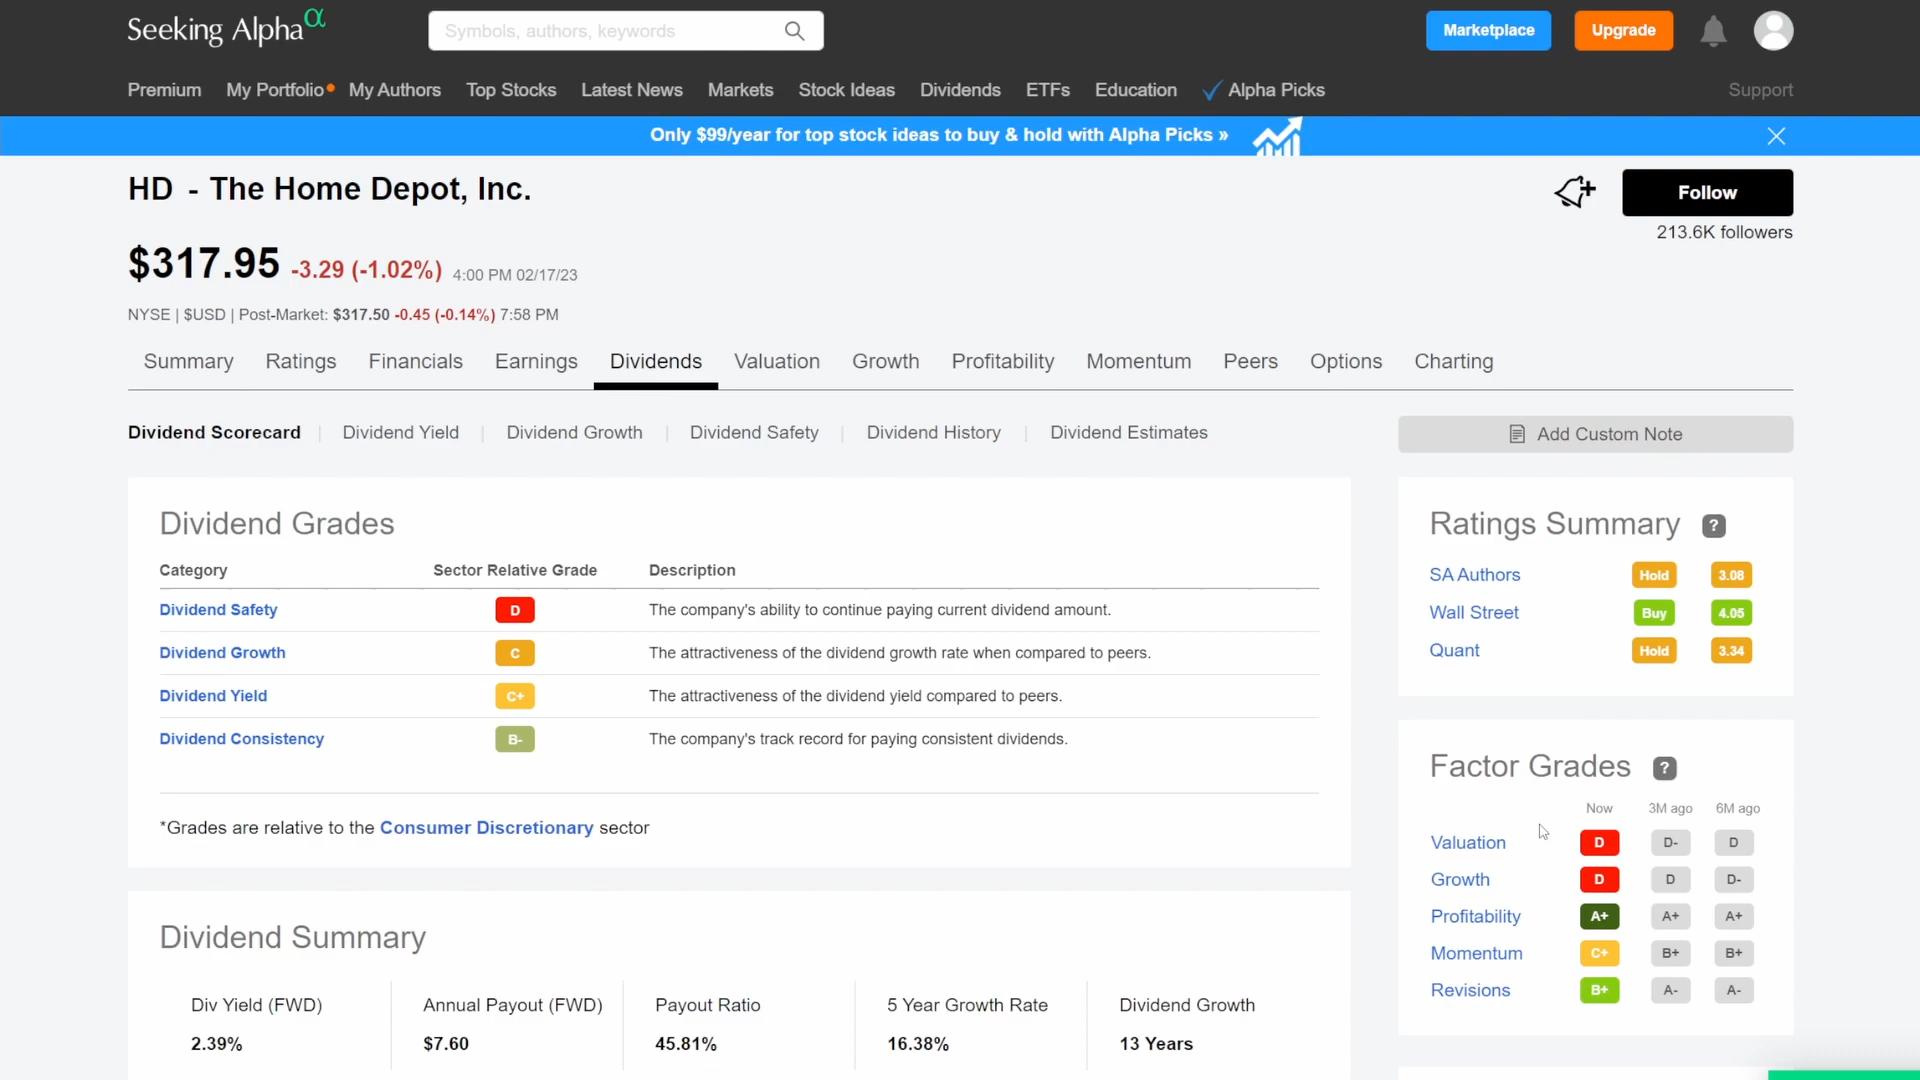 Seeking Alpha α
Symbols, authors, keywords
Marketplace
Upgrade
Premium My Portfolio My Authors Top Stocks Latest News Markets Stock Ideas Dividends ETFs Education Alpha Picks Support
Only $99/year for top stock ideas to buy & hold with Alpha Picks »
HD - The Home Depot, Inc.
Follow
213.6K followers
$317.95 -3.29 (-1.02%) 4:00 PM 02/17/23
NYSE | $USD | Post-Market: $317.50 -0.45 (-0.14%) 7:58 PM
Summary Ratings Financials Earnings Dividends Valuation Growth Profitability Momentum Peers Options Charting
Dividend Scorecard | Dividend Yield | Dividend Growth | Dividend Safety | Dividend History | Dividend Estimates
Add Custom Note
Dividend Grades
Category Sector Relative Grade Description
Dividend Safety D The company's ability to continue paying current dividend amount.
Dividend Growth C The attractiveness of the dividend growth rate when compared to peers.
Dividend Yield C+ The attractiveness of the dividend yield compared to peers.
Dividend Consistency B- The company's track record for paying consistent dividends.
*Grades are relative to the Consumer Discretionary sector
Ratings Summary ?
SA Authors Hold 3.08
Wall Street Buy 4.05
Quant Hold 3.34
Factor Grades ?
Now 3M ago 6M ago
Valuation D D- D
Growth D D D-
Profitability A+ A+ A+
Momentum C+ B+ B+
Revisions B+ A- A-
Dividend Summary
Div Yield (FWD) Annual Payout (FWD) Payout Ratio 5 Year Growth Rate Dividend Growth
2.39% $7.60 45.81% 16.38% 13 Years